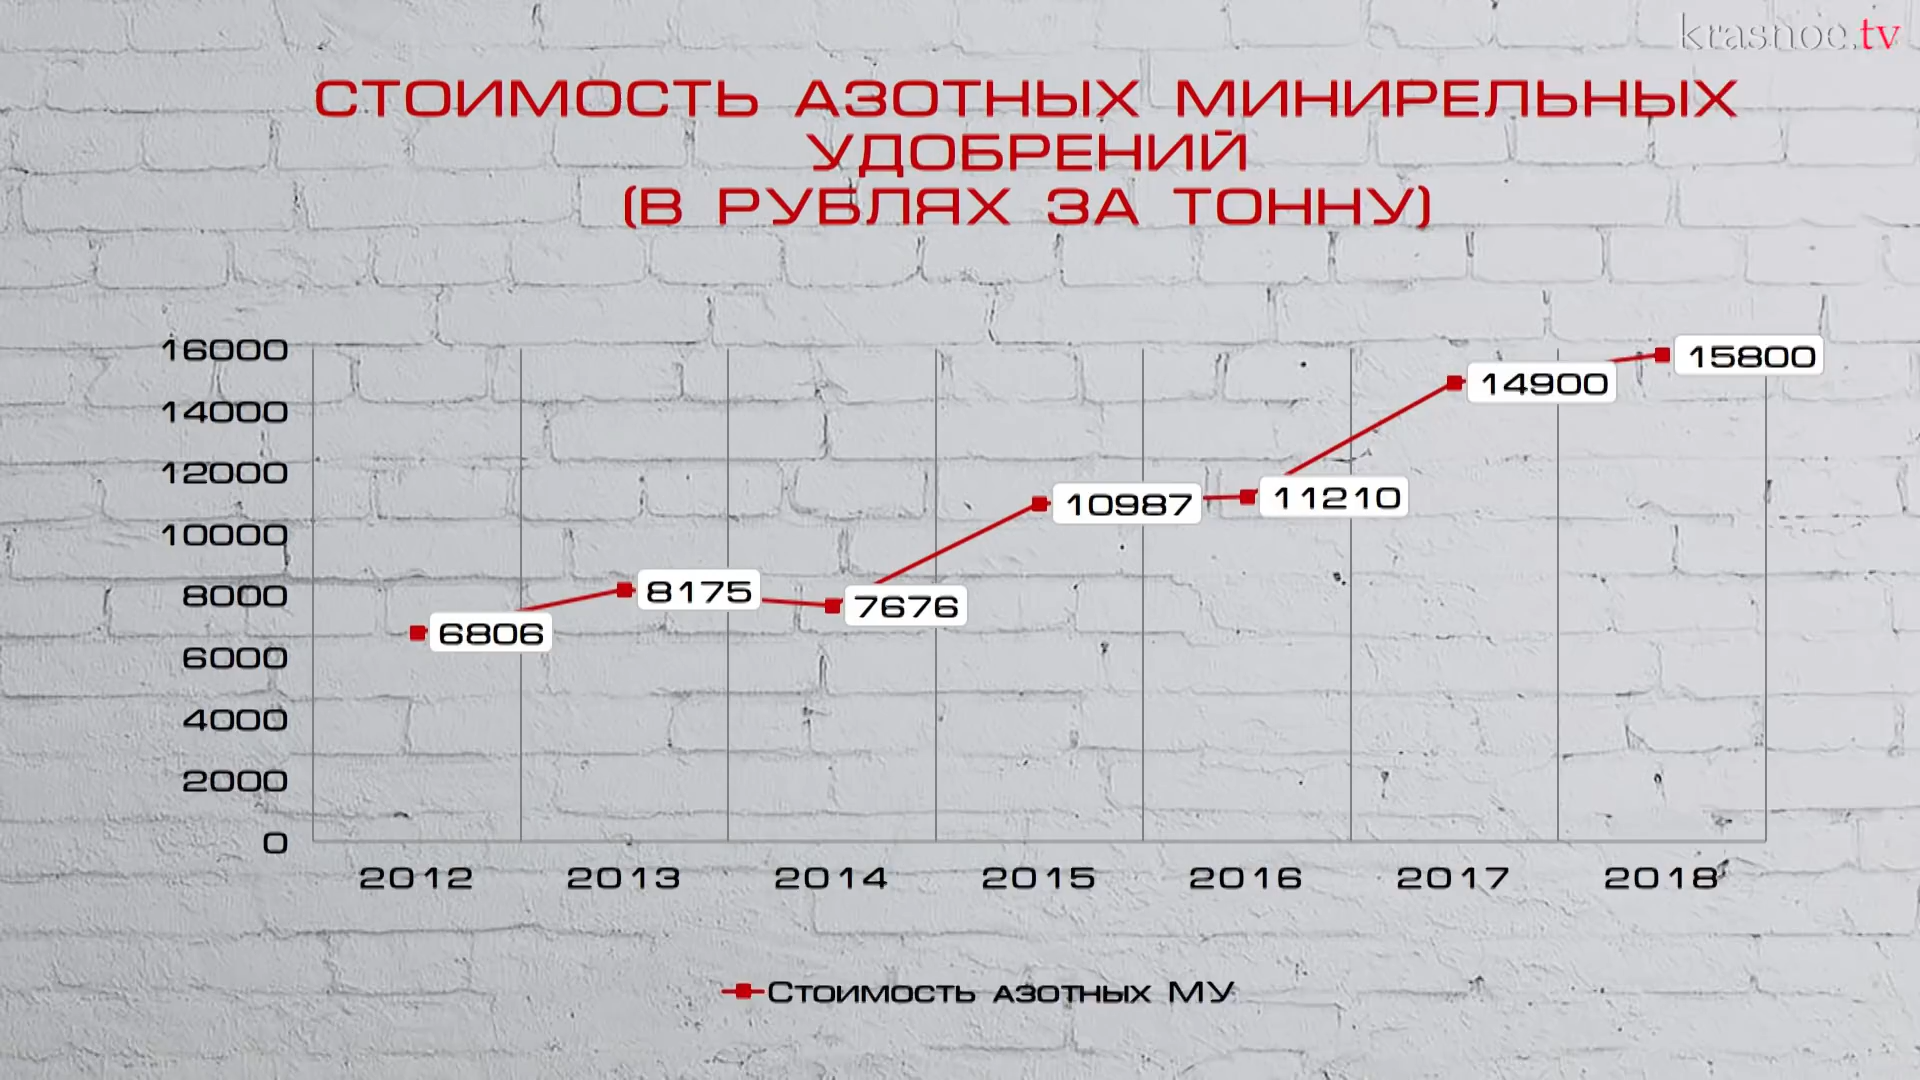 krasnoe.tv
СТОИМОСТЬ АЗОТНЫХ МИНИРЕЛЬНЫХ
УДОБРЕНИЙ
(В РУБЛЯХ ЗА ТОННУ)
16000
14000
12000
10000
8000
6000
4000
2000
0
6806
8175
7676
10987
11210
14900
15800
2012 2013 2014 2015 2016 2017 2018
Стоимость азотных МУ